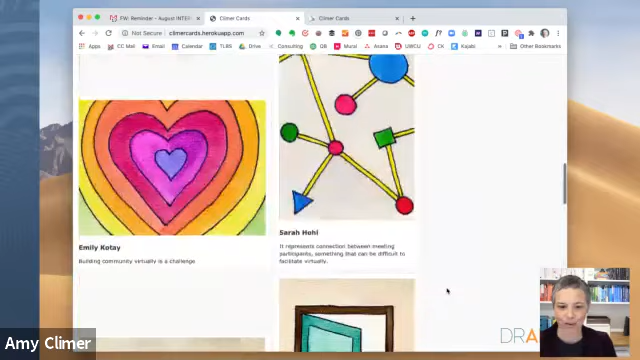 FW: Reminder - August INTER
Climer Cards
Climer Cards
Not Secure
climercards.herokuapp.com
Apps
CC Mail
Email
Calendar
TLBS
Drive
Consulting
QB
Mural
Asana
UWCU
CK
Kajabi
Other Bookmarks
Emily Kotay
Building community virtually is a challenge
Sarah Hohl
It represents connection between meeting
participants, something that can be difficult to
facilitate virtually.
DRA
Amy Climer